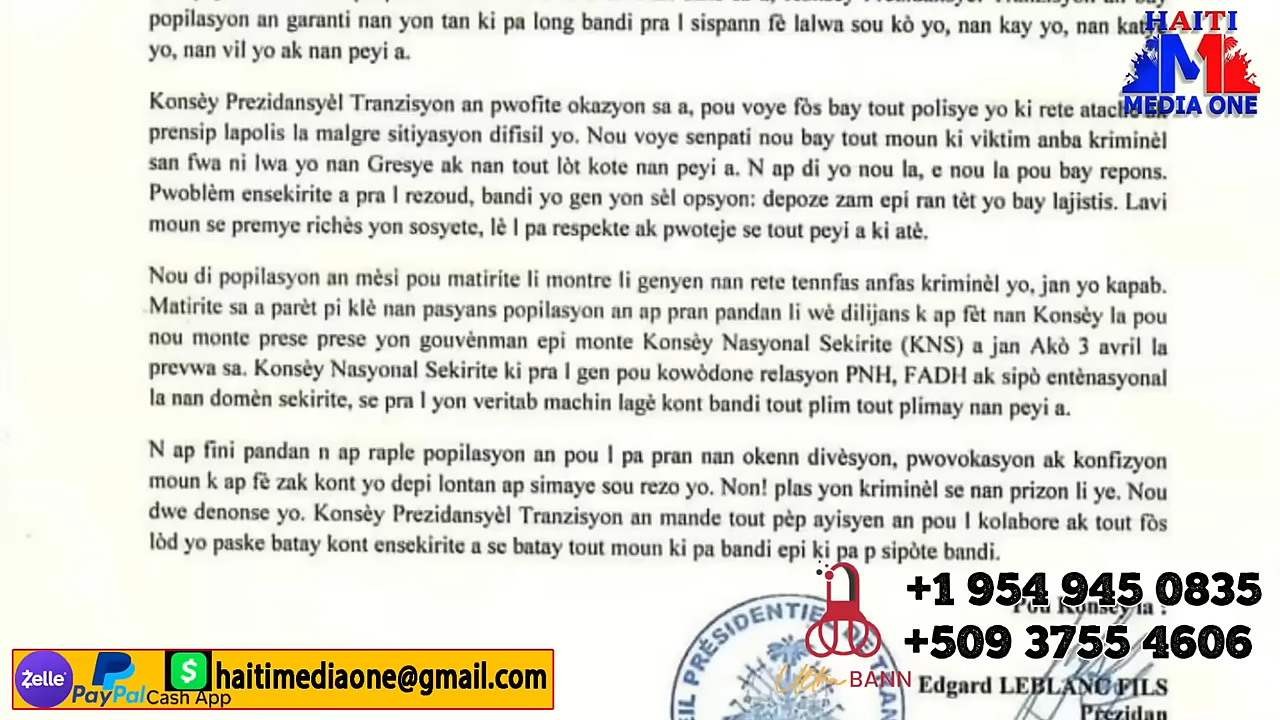 popilasyon an garanti nan yon tan ki pa long bandi pra l sispann fè lalwa sou kò yo, nan kay yo, nan katye
yo, nan vil yo ak nan peyi a.
HAITI
M
MEDIA ONE
Konsèy Prezidansyèl Tranzisyon an pwofite okazyon sa a, pou voye fòs bay tout polisye yo ki rete atache ak
prensip lapolis la malgre sitiyasyon difisil yo. Nou voye senpati nou bay tout moun ki viktim anba kriminèl
san fwa ni lwa yo nan Gresye ak nan tout lòt kote nan peyi a. N ap di yo nou la, e nou la pou bay repons.
Pwoblèm ensekirite a pra l rezoud, bandi yo gen yon sèl opsyon: depoze zam epi ran tèt yo bay lajistis. Lavi
moun se premye richès yon sosyete, lè l pa respekte ak pwoteje se tout peyi a ki atè.
Nou di popilasyon an mèsi pou matirite li montre li genyen nan rete tennfas anfas kriminèl yo, jan yo kapab.
Matirite sa a parèt pi klè nan pasyans popilasyon an ap pran pandan li wè dilijans k ap fèt nan Konsèy la pou
nou monte prese prese yon gouvènman epi monte Konsèy Nasyonal Sekirite (KNS) a jan Akò 3 avril la
prevwa sa. Konsèy Nasyonal Sekirite ki pra l gen pou kowòdone relasyon PNH, FADH ak sipò entènasyonal
la nan domèn sekirite, se pra l yon veritab machin lagè kont bandi tout plim tout plimay nan peyi a.
N ap fini pandan n ap raple popilasyon an pou l pa pran nan okenn divèsyon, pwovokasyon ak konfizyon
moun k ap fè zak kont yo depi lontan ap simaye sou rezo yo. Non! plas yon kriminèl se nan prizon li ye. Nou
dwe denonse yo. Konsèy Prezidansyèl Tranzisyon an mande tout pèp ayisyen an pou l kolabore ak tout fòs
lòd yo paske batay kont ensekirite a se batay tout moun ki pa bandi epi ki pa p sipòte bandi.
+1 954 945 0835
Pou Konsèy la :
+509 3755 4606
PRÉSIDENTIEL DE
Ultra BANN
Edgard LEBLANC FILS
Prezidan
Zelle
PayPal
Cash App
haitimediaone@gmail.com